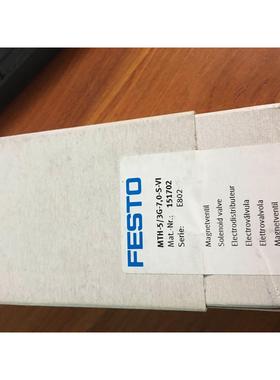 FESTO
MTH-5/3G-7,0-S-VI
Mat.-Nr.: 151702
Serie: E802
Magnetventil
Solenoid valve
Electrodistributeur
Electroválvula
Elettrovalvola
Magnetventil